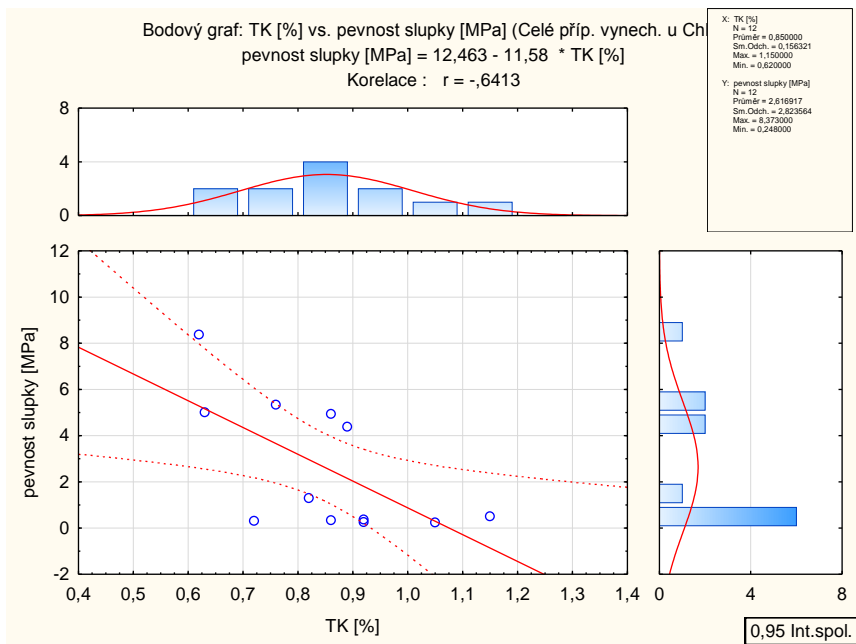 Bodový graf: TK [%] vs. pevnost slupky [MPa] (Celé příp. vynech. u Chl
pevnost slupky [MPa] = 12,463 - 11,58 * TK [%]
Korelace : r = -,6413
X: TK [%]
N = 12
Průměr = 0,850000
Sm.Odch. = 0,156321
Max. = 1,150000
Min. = 0,620000
Y: pevnost slupky [MPa]
N = 12
Průměr = 2,616917
Sm.Odch. = 2,823564
Max. = 8,373000
Min. = 0,248000
8
4
0
12
10
8
6
4
2
0
-2
pevnost slupky [MPa]
0,4 0,5 0,6 0,7 0,8 0,9 1,0 1,1 1,2 1,3 1,4
TK [%]
0 4 8
0,95 Int.spol.